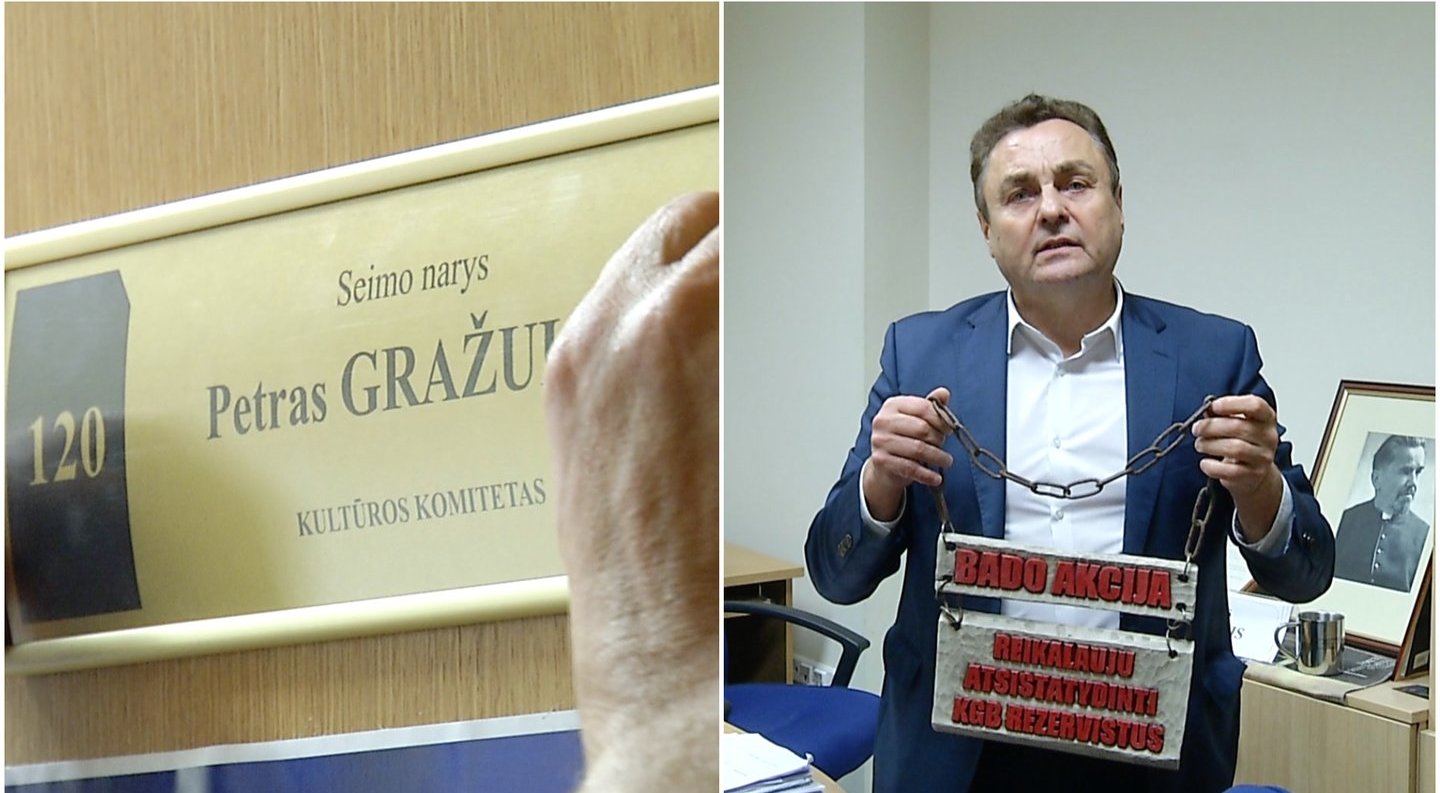 Seimo narys
Petras GRAŽU
120
KULTŪROS KOMITETAS
BADO AKCIJA
REIKALAUJU
ATSISTATYDINTI
KGB REZERVISTUS